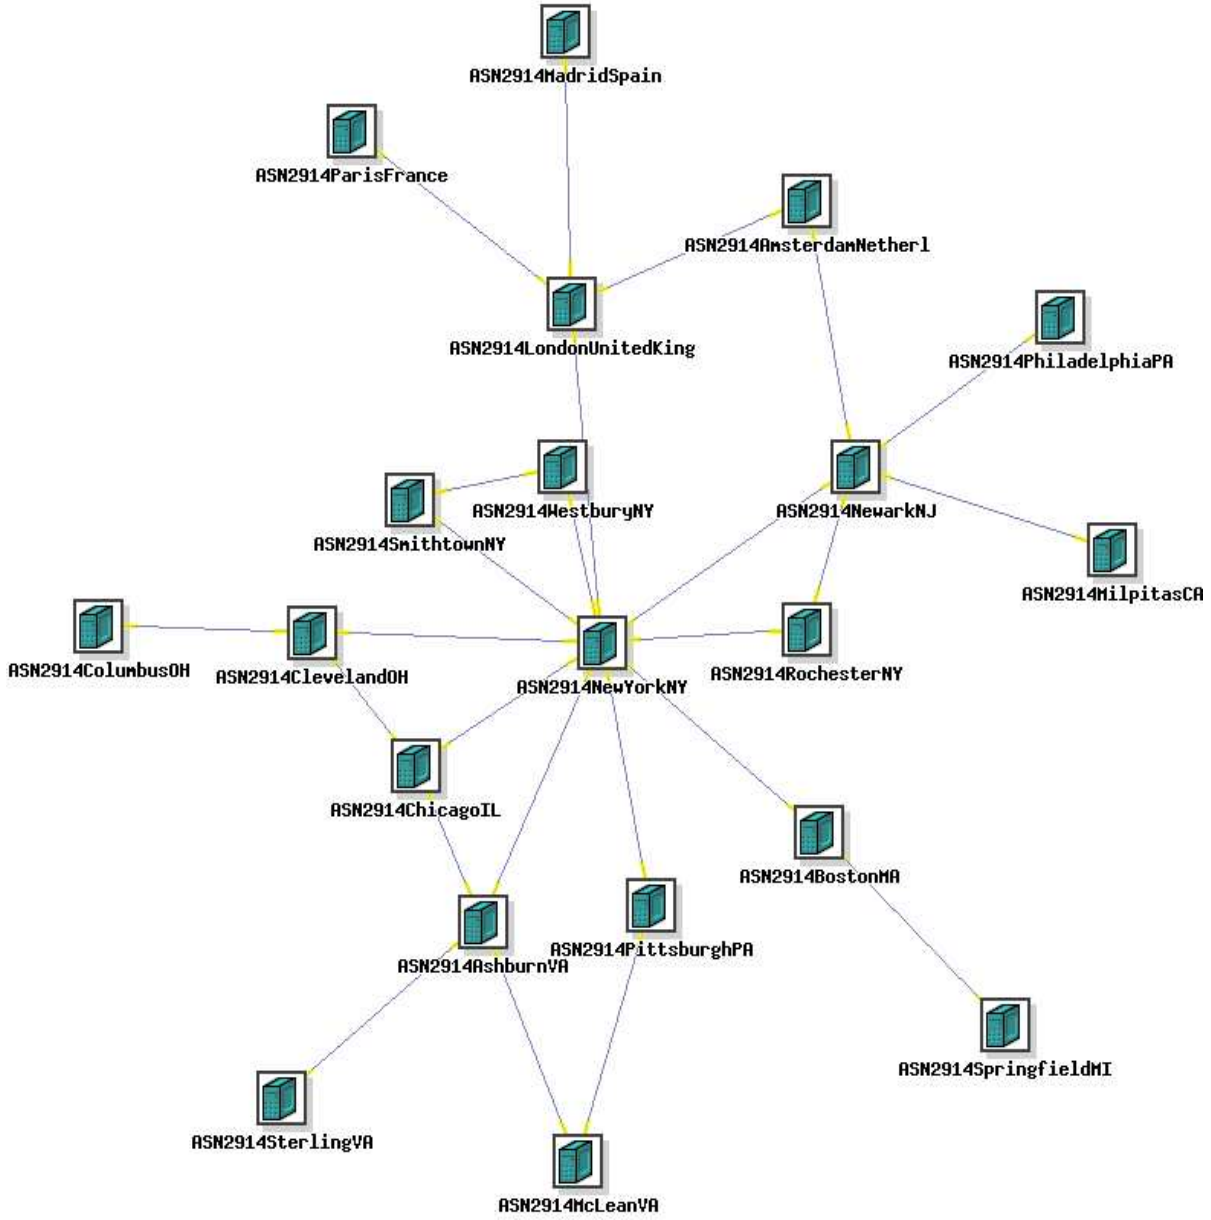 ASN2914MadridSpain
ASN2914ParisFrance
ASN2914AmsterdamNetherl
ASN2914LondonUnitedKing
ASN2914PhiladelphiaPA
ASN2914WestburyNY
ASN2914NewarkNJ
ASN2914SmithtownNY
ASN2914MilpitasCA
ASN2914ColumbusOH
ASN2914ClevelandOH
ASN2914NewYorkNY
ASN2914RochesterNY
ASN2914ChicagoIL
ASN2914BostonMA
ASN2914AshburnVA
ASN2914PittsburghPA
ASN2914SpringfieldMI
ASN2914SterlingVA
ASN2914McLeanVA